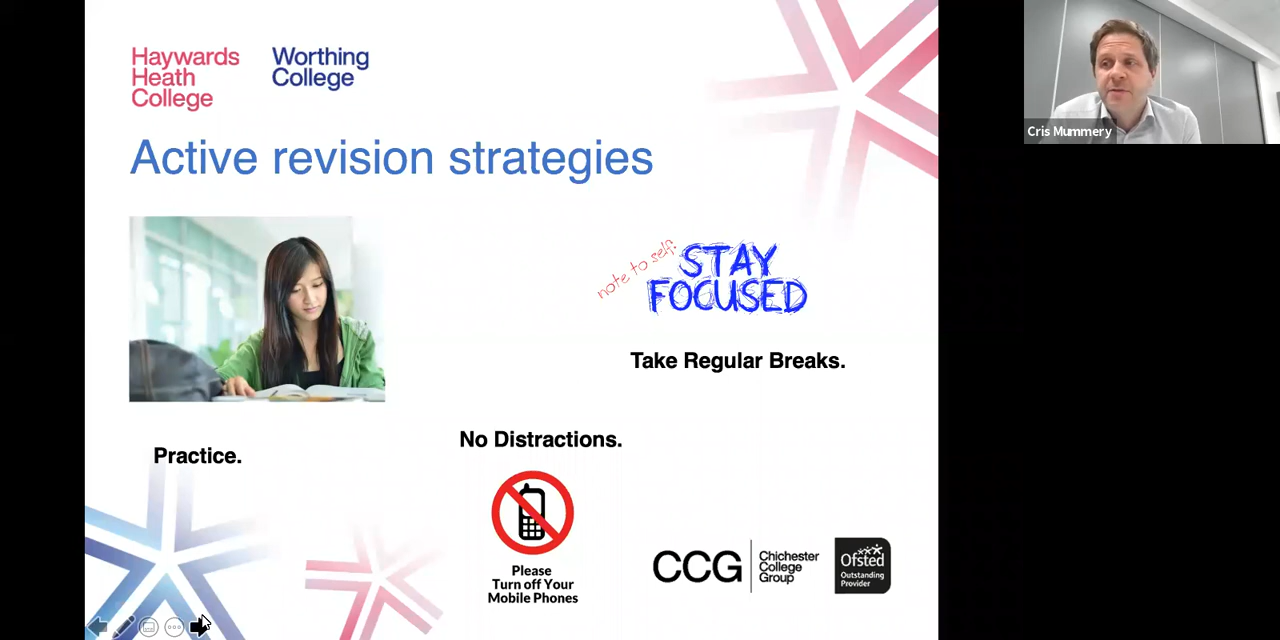 Haywards
Heath
College
Worthing
College
Cris Mummery
Active revision strategies
note to self:
STAY
FOCUSED
Take Regular Breaks.
No Distractions.
Practice.
Please
Turn off Your
Mobile Phones
CCG
Chichester
College
Group
Ofsted
Outstanding
Provider